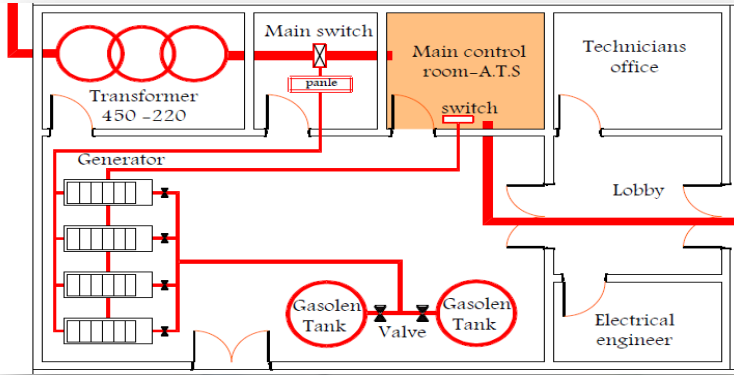 Main switch
Main control
room-A.T.S
Technicians
office
panle
Transformer
450 -220
switch
Generator
Lobby
Gasolen
Tank
Gasolen
Tank
Valve
Electrical
engineer